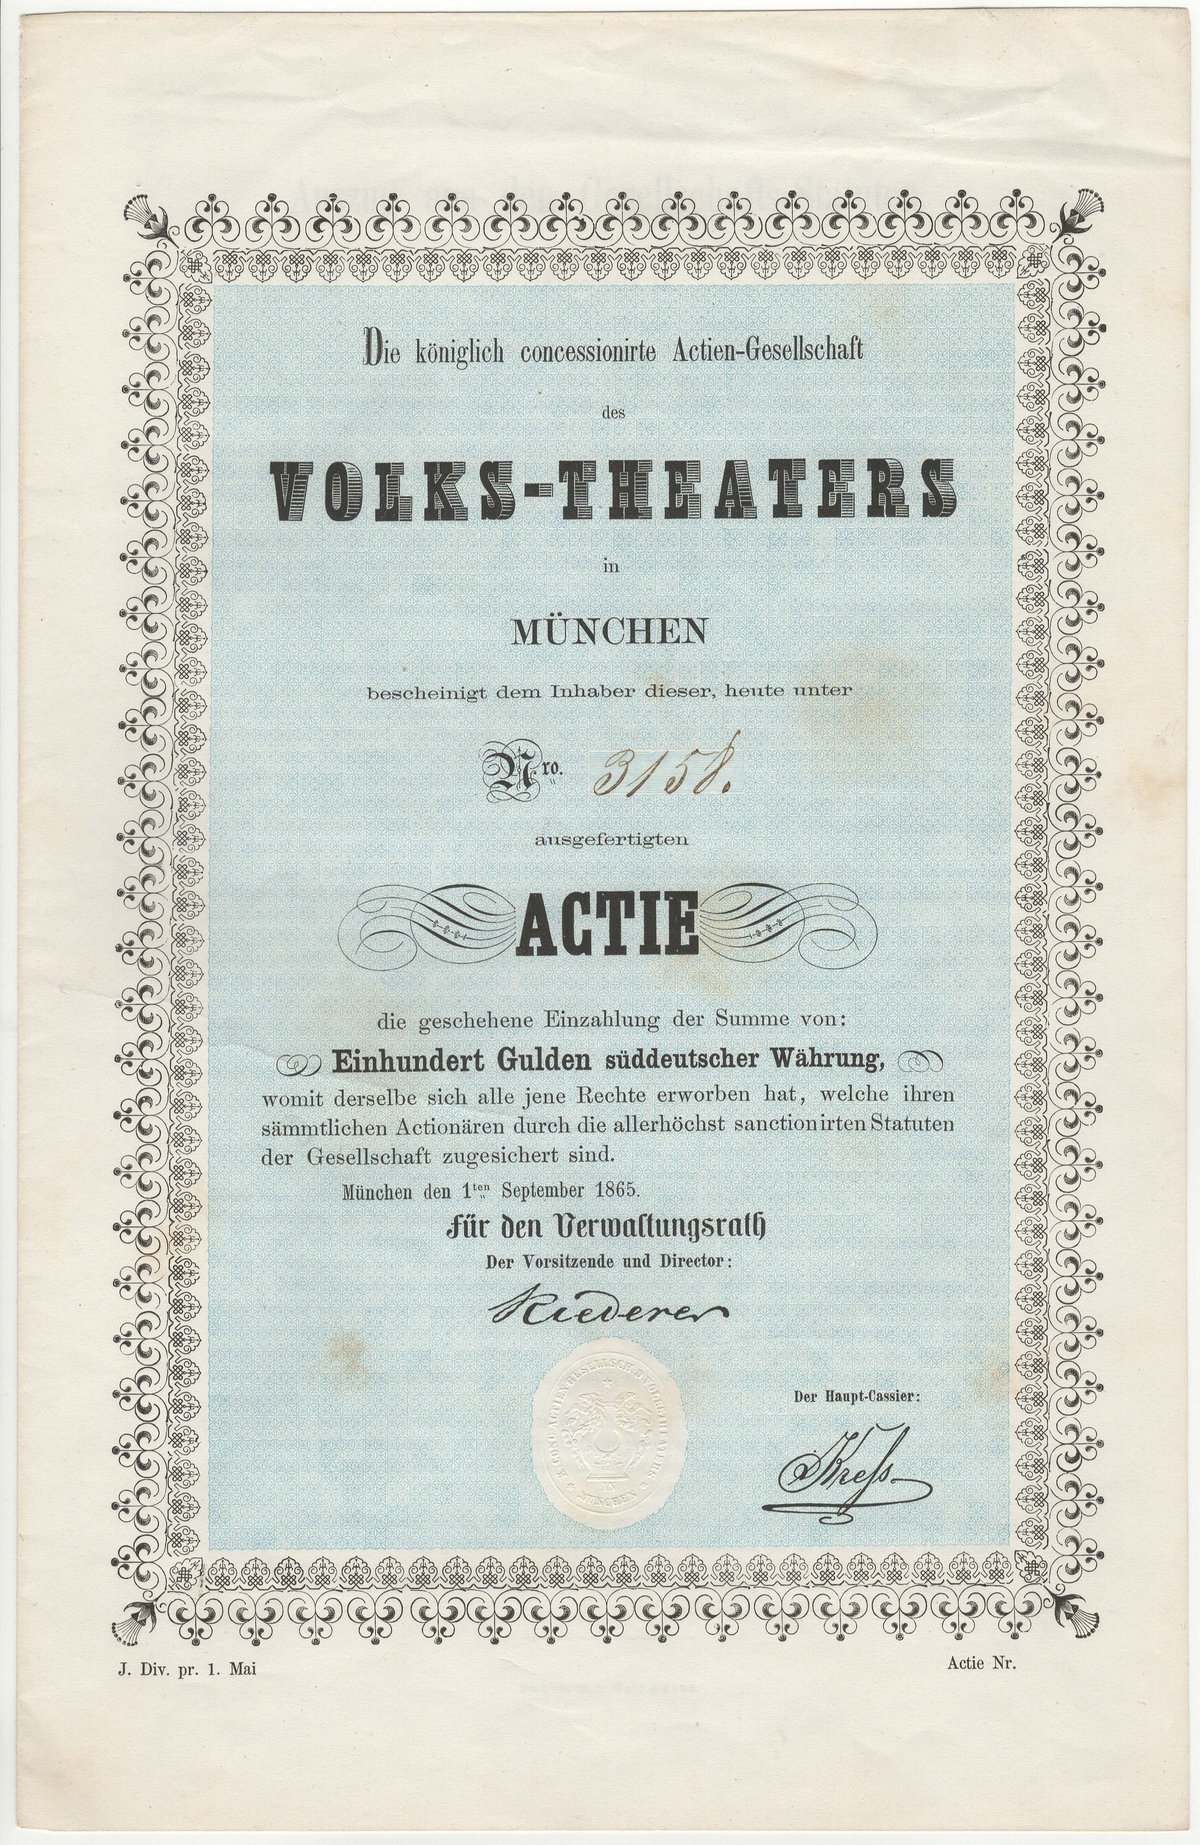 Die königlich concessionirte Actien-Gesellschaft
des
VOLKS-THEATERS
in
MÜNCHEN
bescheinigt dem Inhaber dieser, heute unter
Nro. 3158.
ausgefertigten
ACTIE
die geschehene Einzahlung der Summe von:
Einhundert Gulden süddeutscher Währung,
womit derselbe sich alle jene Rechte erworben hat, welche ihren
sämmtlichen Actionären durch die allerhöchst sanctionirten Statuten
der Gesellschaft zugesichert sind.
München den 1ten September 1865.
Für den Verwaltungsrath
Der Vorsitzende und Director:
Riederer
Der Haupt-Cassier:
Kress
IN
MÜNCHEN
J. Div. pr. 1. Mai
Actie Nr.